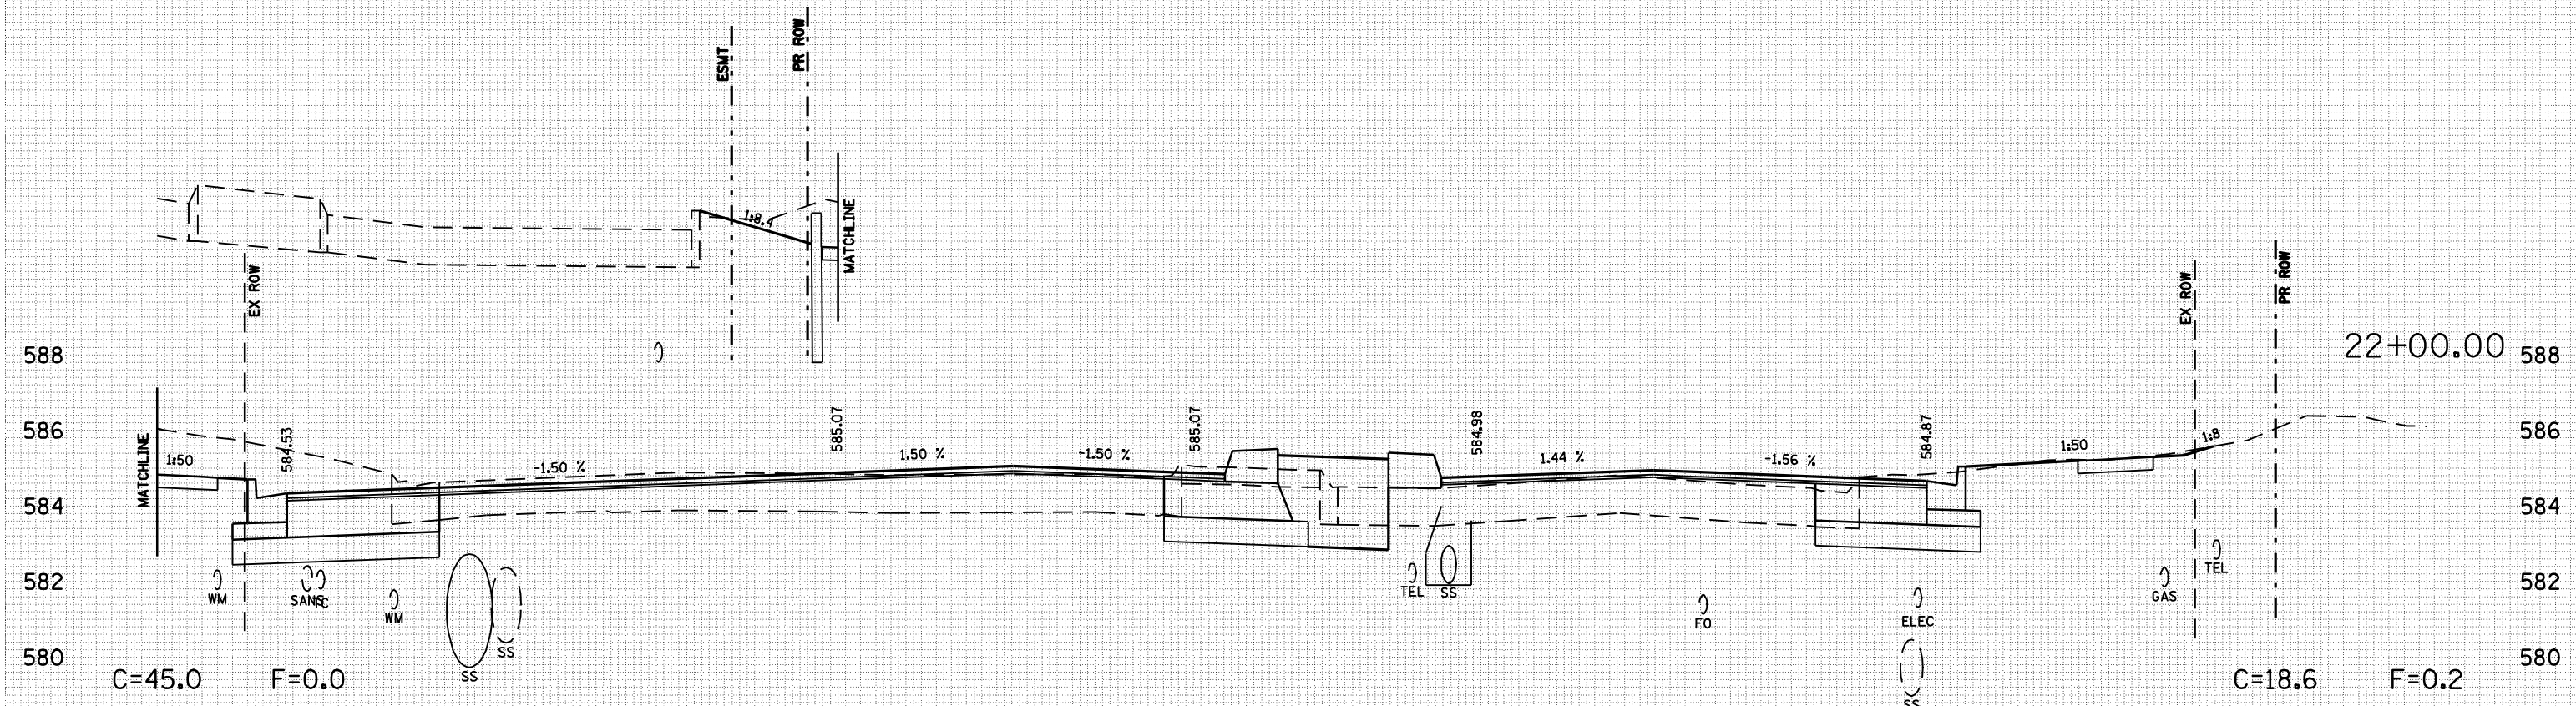 ESMT
PR ROW
MATCHLINE
1:8.4
EX ROW
EX ROW
PR ROW
588
22+00.00
588
586
MATCHLINE
1:50
584.53
-1.50 %
585.07
1.50 %
-1.50 %
585.07
584.98
1.44 %
-1.56 %
584.87
1:50
1:8
586
584
584
582
WM
SANS
WM
TEL
SS
FO
ELEC
GAS
TEL
582
580
SS
SS
SS
580
C=45.0
F=0.0
C=18.6
F=0.2